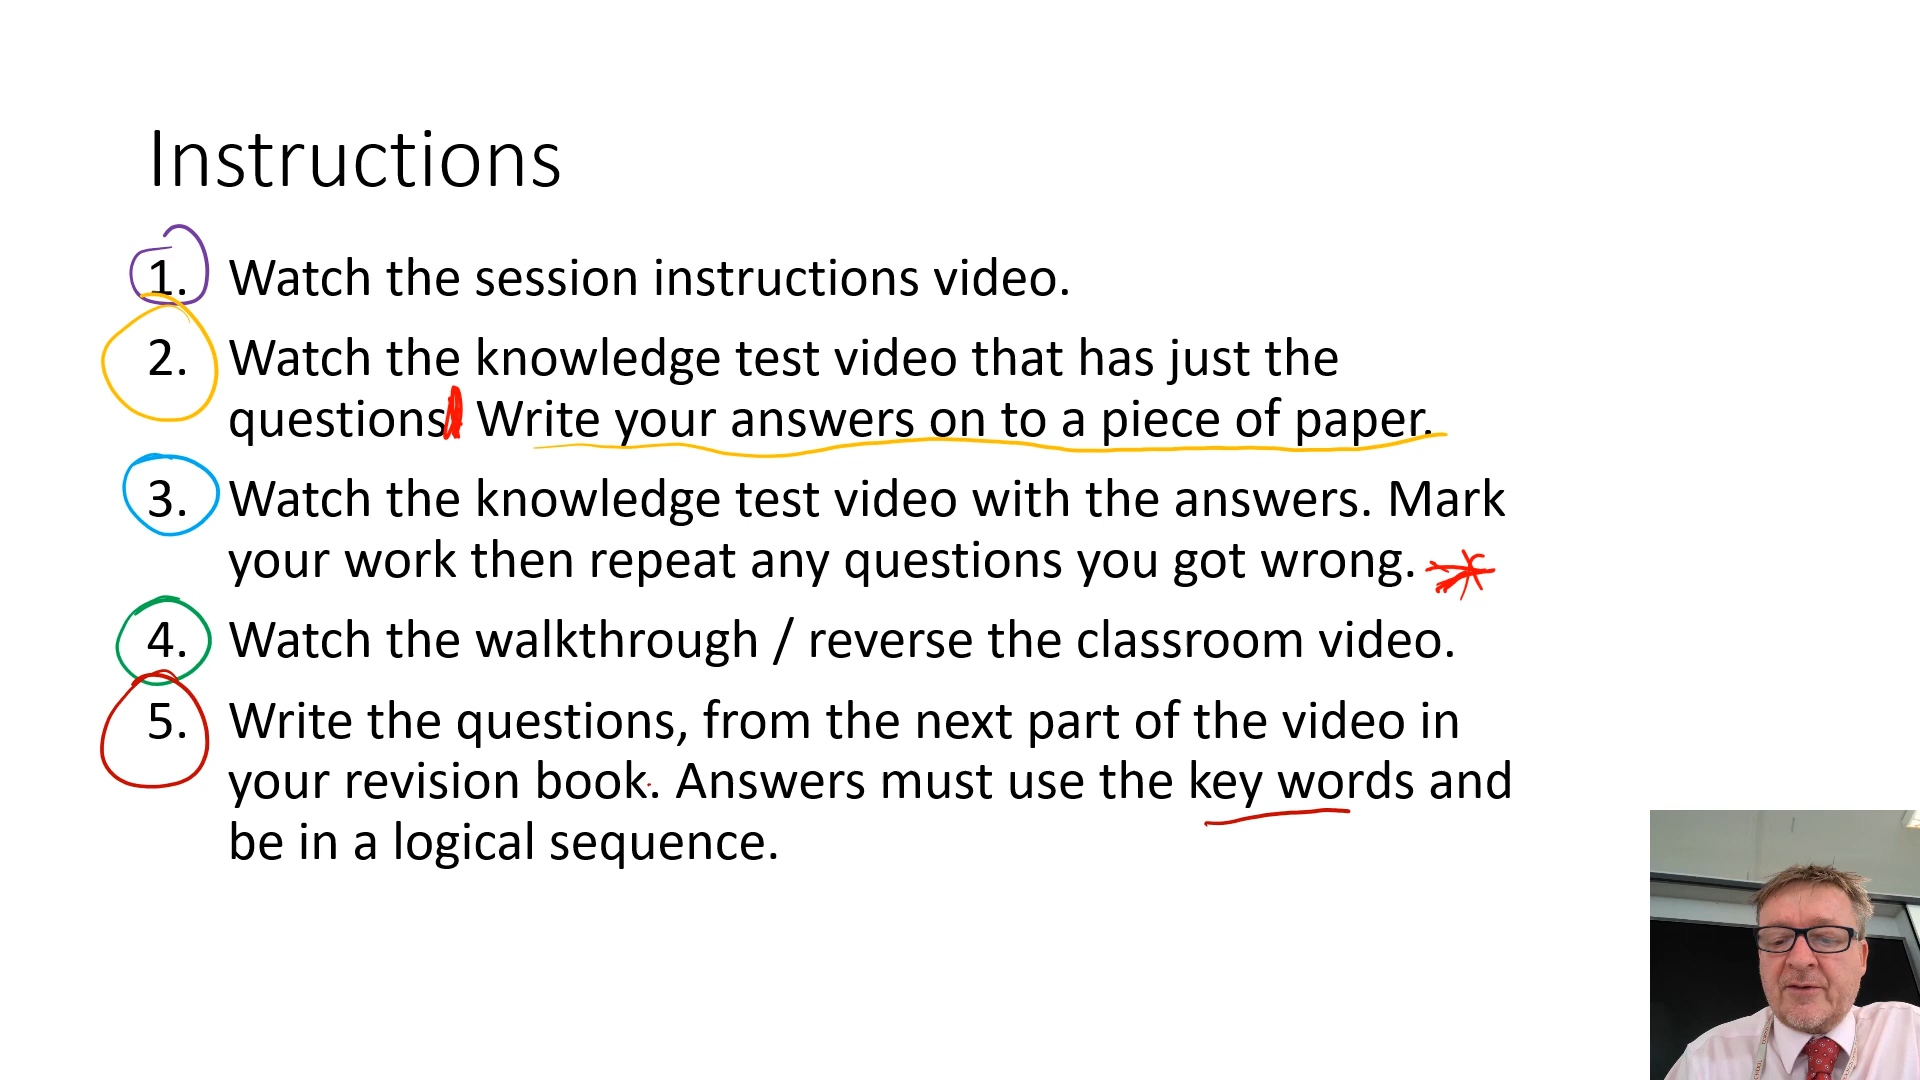 Instructions
1. Watch the session instructions video.
2. Watch the knowledge test video that has just the
questions Write your answers on to a piece of paper.
3. Watch the knowledge test video with the answers. Mark
your work then repeat any questions you got wrong.
4. Watch the walkthrough / reverse the classroom video.
5. Write the questions, from the next part of the video in
your revision book. Answers must use the key words and
be in a logical sequence.